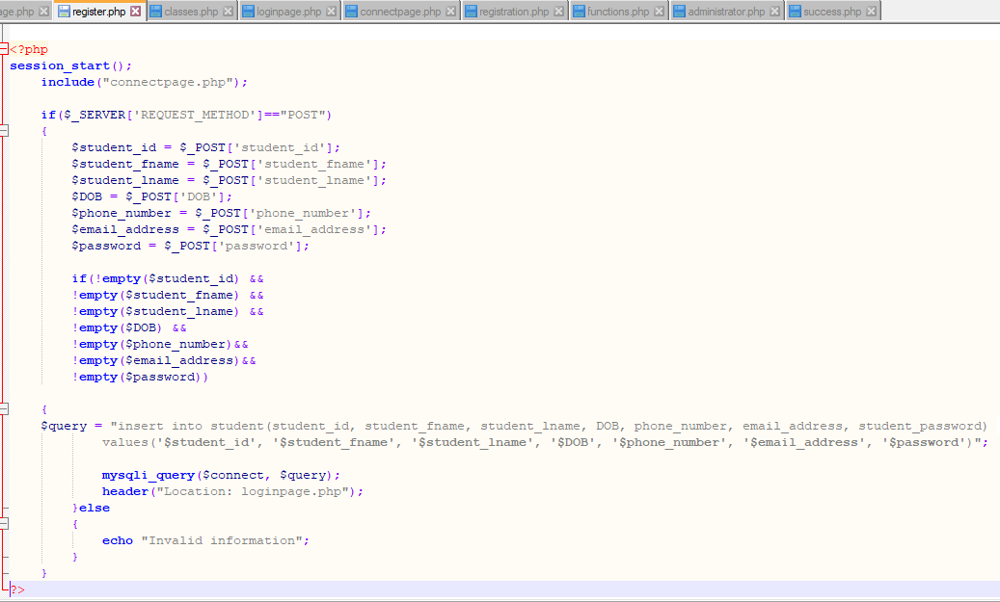 age.php register.php classes.php loginpage.php connectpage.php registration.php functions.php administrator.php success.php
<?php
session_start();
include("connectpage.php");
if($_SERVER['REQUEST_METHOD']=="POST")
{
$student_id = $_POST['student_id'];
$student_fname = $_POST['student_fname'];
$student_lname = $_POST['student_lname'];
$DOB = $_POST['DOB'];
$phone_number = $_POST['phone_number'];
$email_address = $_POST['email_address'];
$password = $_POST['password'];
if(!empty($student_id) &&
!empty($student_fname) &&
!empty($student_lname) &&
!empty($DOB) &&
!empty($phone_number)&&
!empty($email_address)&&
!empty($password))
{
$query = "insert into student(student_id, student_fname, student_lname, DOB, phone_number, email_address, student_password)
values('$student_id', '$student_fname', '$student_lname', '$DOB', '$phone_number', '$email_address', '$password')";
mysqli_query($connect, $query);
header("Location: loginpage.php");
}else
{
echo "Invalid information";
}
}
?>